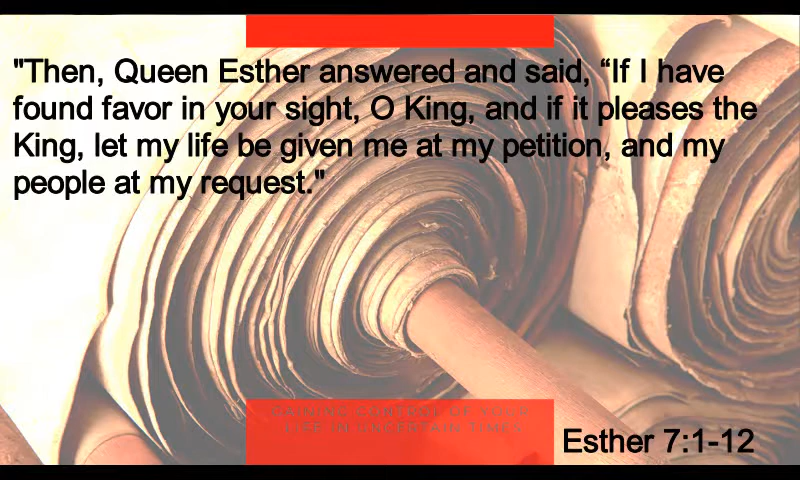 "Then, Queen Esther answered and said, “If I have
found favor in your sight, O King, and if it pleases the
King, let my life be given me at my petition, and my
people at my request."
GAINING CONTROL OF YOUR
LIFE IN UNCERTAIN TIMES
Esther 7:1-12